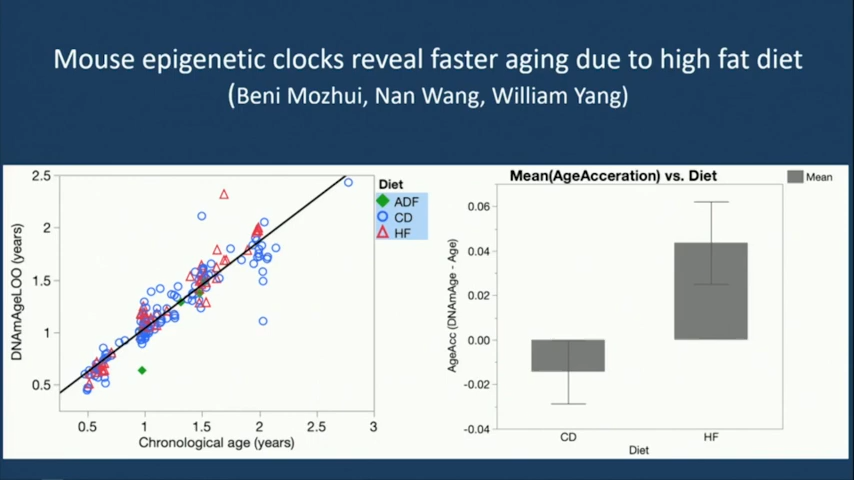 Mouse epigenetic clocks reveal faster aging due to high fat diet
(Beni Mozhui, Nan Wang, William Yang)
DNAmAgeLOO (years)
2.5
2
1.5
1
0.5
0.5
1
1.5
2
2.5
3
Chronological age (years)
Diet
ADF
CD
HF
Mean(AgeAcceration) vs. Diet
Mean
AgeAcc (DNAmAge - Age)
0.06
0.04
0.02
0.00
-0.02
-0.04
CD
HF
Diet